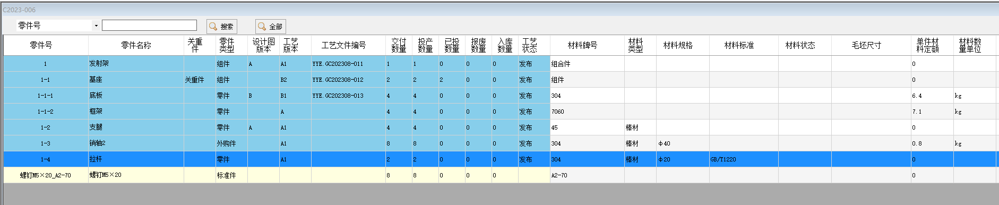 C2023-006
零件号 搜索 全部
零件号 零件名称 关重件 零件类型 设计图版本 工艺版本 工艺文件编号 交付数量 投产数量 已投数量 报废数量 入库数量 工艺状态 材料牌号 材料类型 材料规格 材料标准 材料状态 毛坯尺寸 单件材料定额 材料数量单位
1 发射架 组件 A A1 YYE.GC202308-011 1 1 0 0 0 发布 组合件 0
1-1 基座 关重件 组件 B2 YYE.GC202308-012 2 2 2 0 0 发布 组件 0
1-1-1 底板 零件 B B1 YYE.GC202308-013 4 4 0 0 0 发布 304 6.4 kg
1-1-2 框架 零件 A 4 4 0 0 0 发布 7060 7.1 kg
1-2 支腿 零件 A A1 4 4 0 0 0 发布 45 棒材 0
1-3 销轴2 外购件 A1 8 8 0 0 0 发布 304 棒材 φ40 0.8 kg
1-4 拉杆 零件 A1 2 2 0 0 0 发布 304 棒材 φ20 GB/T1220 0
螺钉M5×20_A2-70 螺钉M5×20 标准件 8 8 0 0 0 A2-70 0